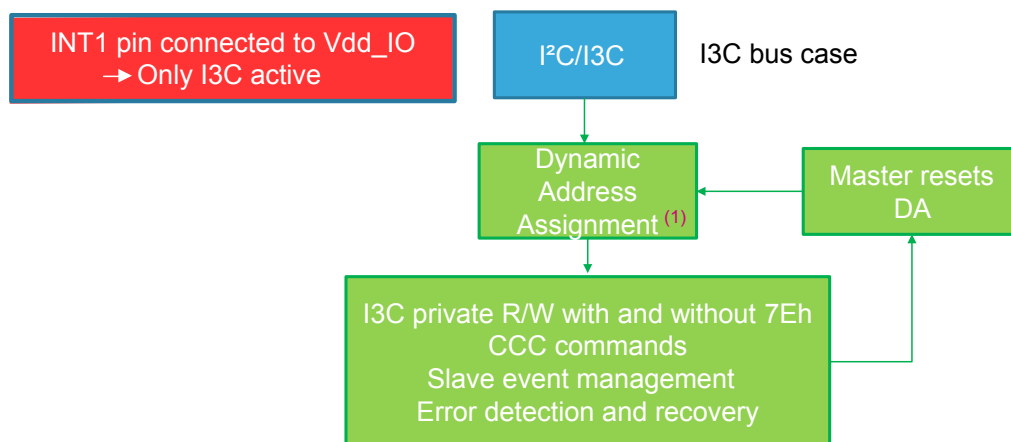 INT1 pin connected to Vdd_IO
→ Only I3C active
I²C/I3C
I3C bus case
Dynamic
Address
Assignment (1)
Master resets
DA
I3C private R/W with and without 7Eh
CCC commands
Slave event management
Error detection and recovery